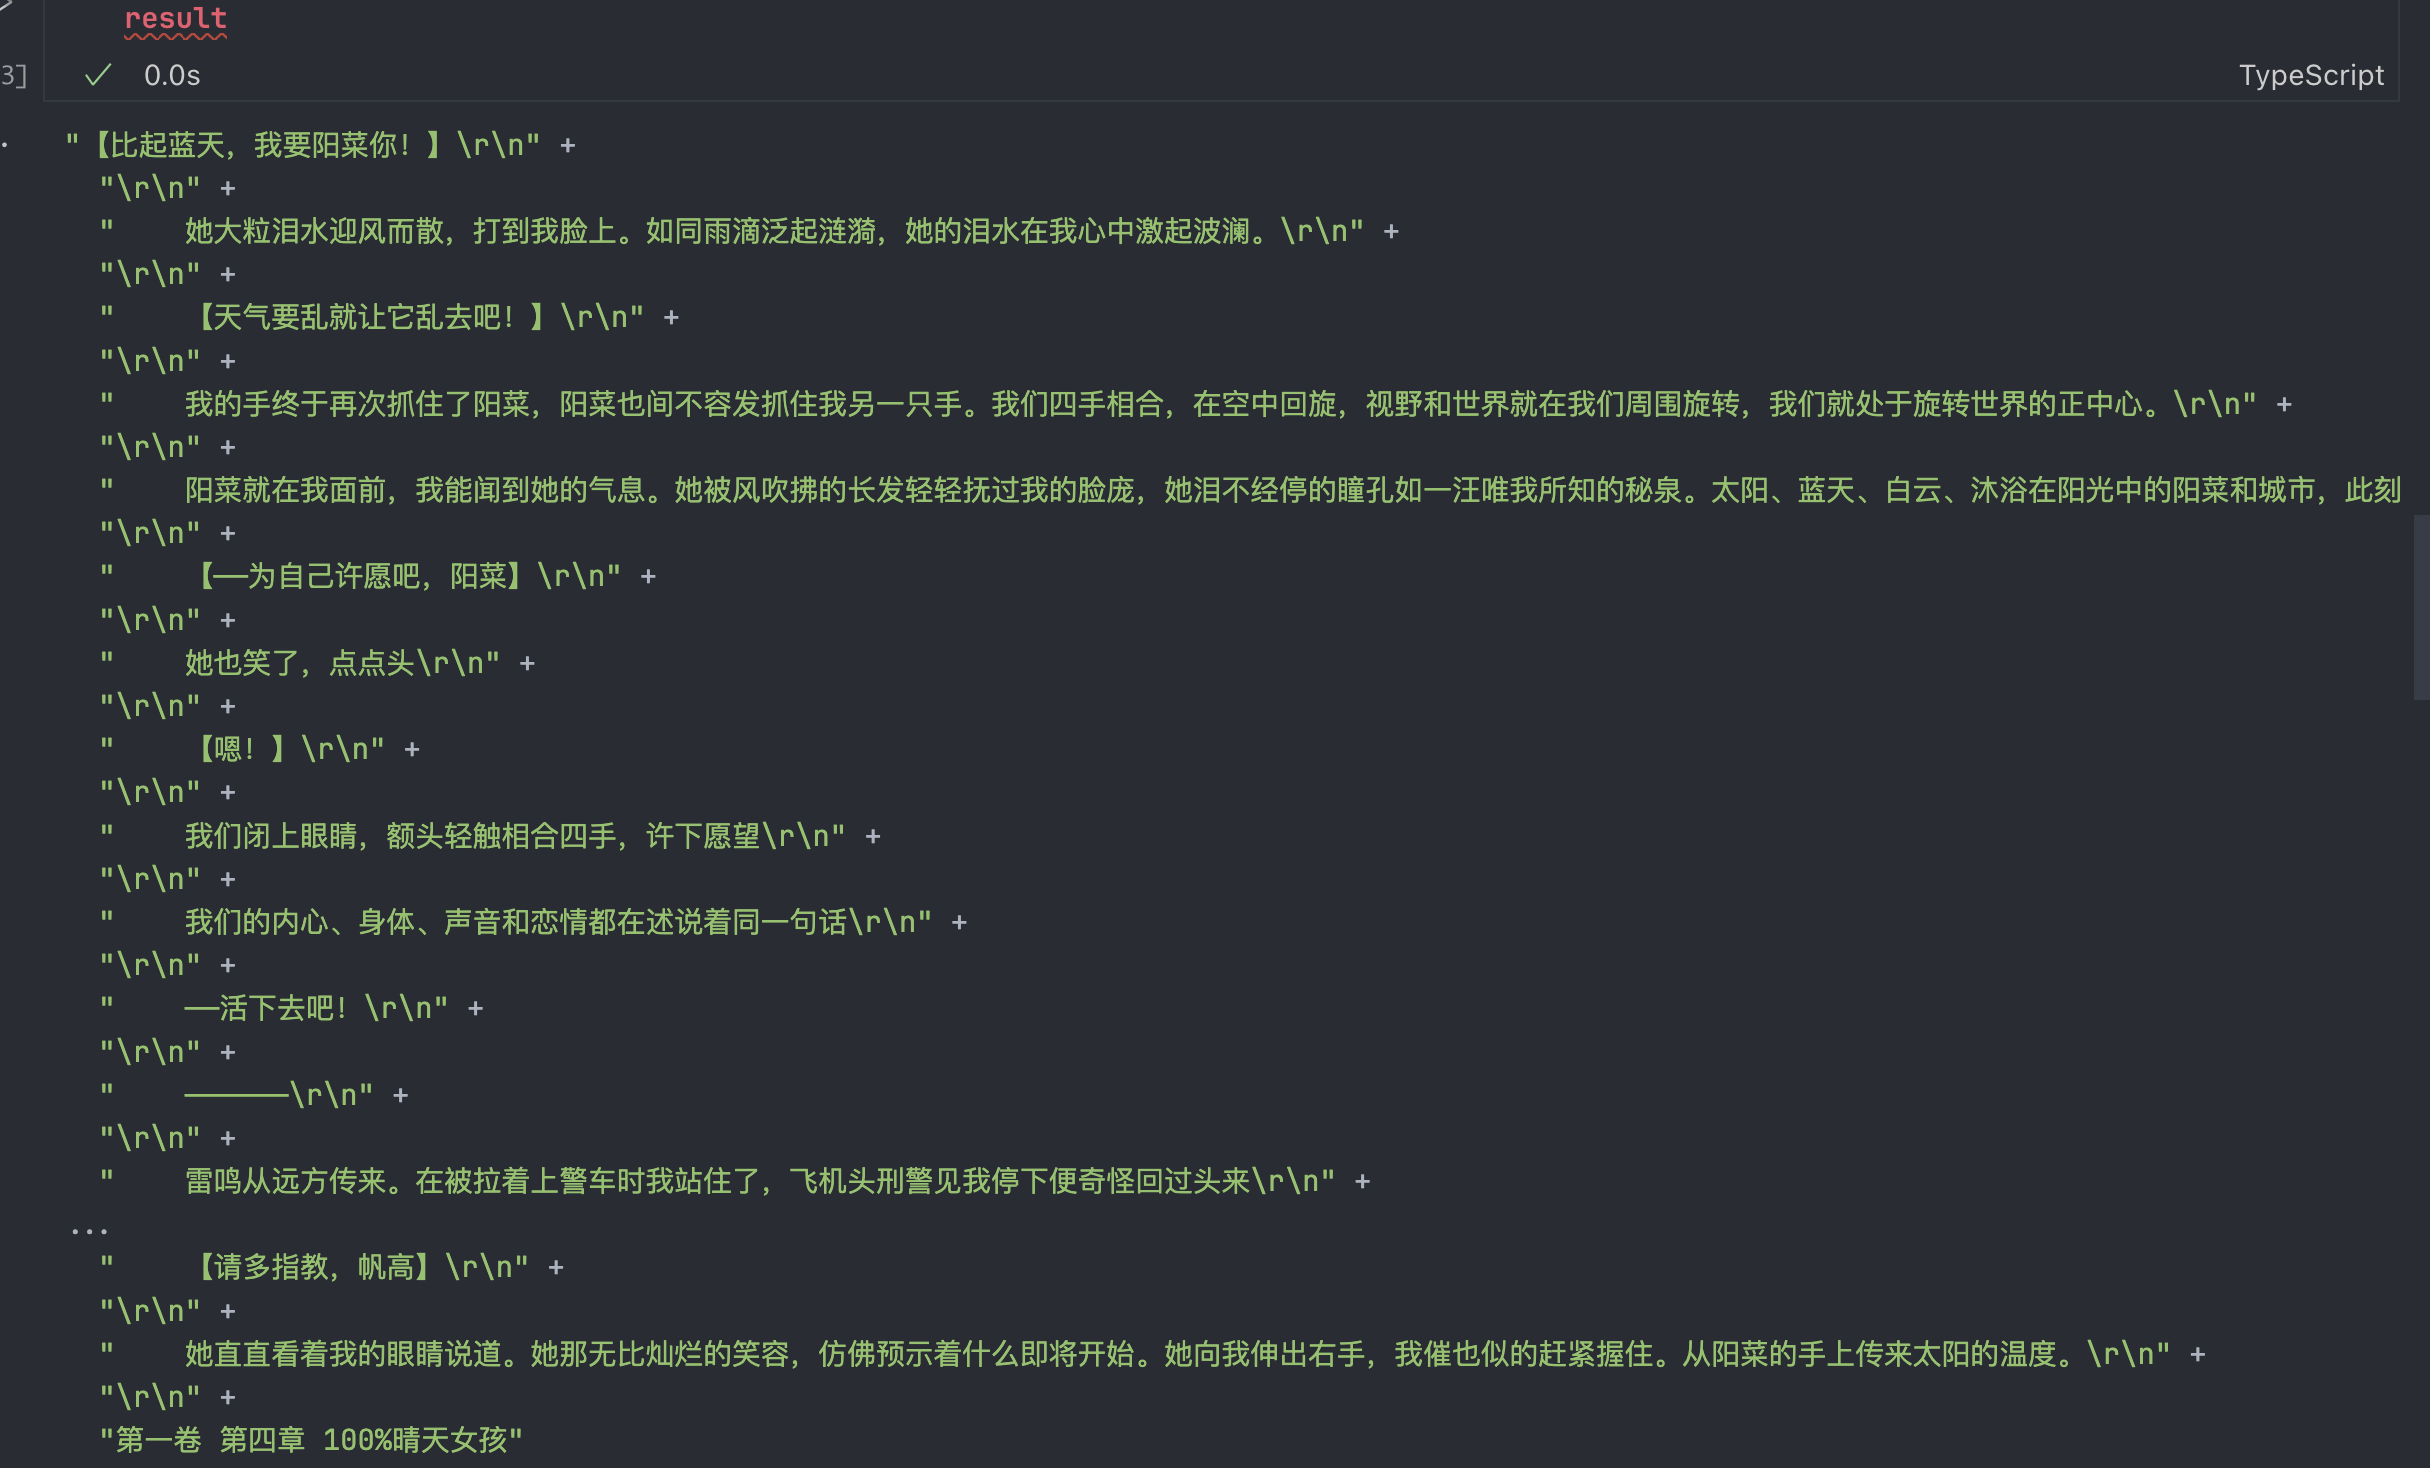 result
3] 0.0s TypeScript
"【比起蓝天，我要阳菜你！】\r\n" +
"\r\n" +
"    她大粒泪水迎风而散，打到我脸上。如同雨滴泛起涟漪，她的泪水在我心中激起波澜。\r\n" +
"\r\n" +
"    【天气要乱就让它乱去吧！】\r\n" +
"\r\n" +
"    我的手终于再次抓住了阳菜，阳菜也间不容发抓住我另一只手。我们四手相合，在空中回旋，视野和世界就在我们周围旋转，我们就处于旋转世界的正中心。\r\n" +
"\r\n" +
"    阳菜就在我面前，我能闻到她的气息。她被风吹拂的长发轻轻抚过我的脸庞，她泪不经停的瞳孔如一汪唯我所知的秘泉。太阳、蓝天、白云、沐浴在阳光中的阳菜和城市，此刻
"\r\n" +
"    【——为自己许愿吧，阳菜】\r\n" +
"\r\n" +
"    她也笑了，点点头\r\n" +
"\r\n" +
"    【嗯！】\r\n" +
"\r\n" +
"    我们闭上眼睛，额头轻触相合四手，许下愿望\r\n" +
"\r\n" +
"    我们的内心、身体、声音和恋情都在述说着同一句话\r\n" +
"\r\n" +
"    ——活下去吧！\r\n" +
"\r\n" +
"    ——————\r\n" +
"\r\n" +
"    雷鸣从远方传来。在被拉着上警车时我站住了，飞机头刑警见我停下便奇怪回过头来\r\n" +
...
"    【请多指教，帆高】\r\n" +
"\r\n" +
"    她直直看着我的眼睛说道。她那无比灿烂的笑容，仿佛预示着什么即将开始。她向我伸出右手，我催也似的赶紧握住。从阳菜的手上传来太阳的温度。\r\n" +
"\r\n" +
"第一卷 第四章 100%晴天女孩"